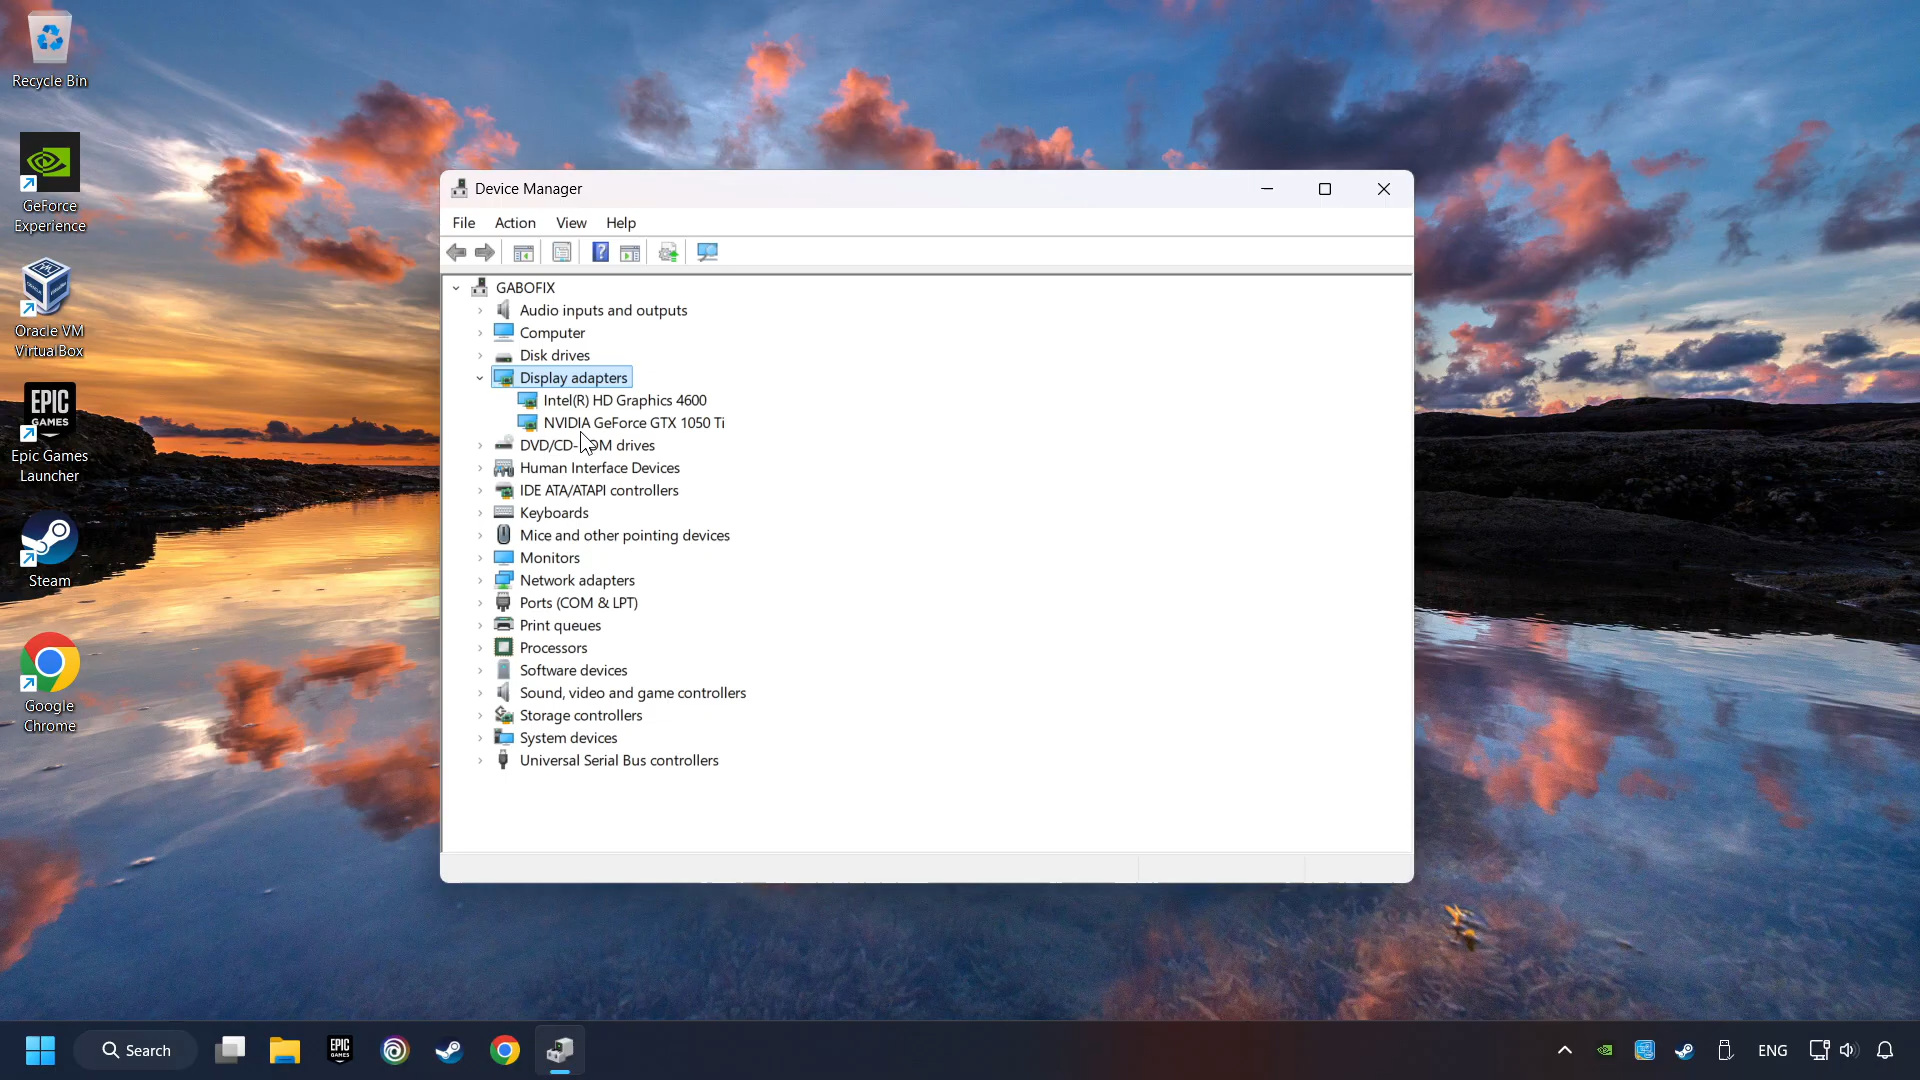 Recycle Bin
GeForce
Experience
Oracle VM
VirtualBox
EPIC
GAMES
Epic Games
Launcher
Steam
Google
Chrome
Device Manager
File Action View Help
GABOFIX
Audio inputs and outputs
Computer
Disk drives
Display adapters
Intel(R) HD Graphics 4600
NVIDIA GeForce GTX 1050 Ti
DVD/CD-ROM drives
Human Interface Devices
IDE ATA/ATAPI controllers
Keyboards
Mice and other pointing devices
Monitors
Network adapters
Ports (COM & LPT)
Print queues
Processors
Software devices
Sound, video and game controllers
Storage controllers
System devices
Universal Serial Bus controllers
Search
EPIC
GAMES
ENG